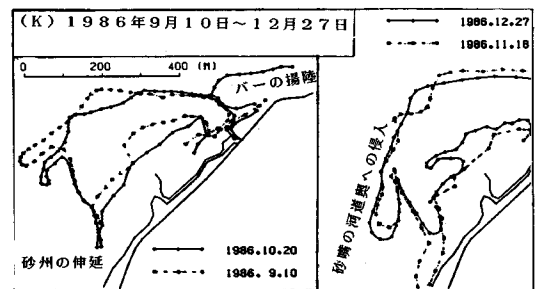 (K) 1986年9月10日~12月27日
0 200 400 (M)
バーの揚陸
砂州の伸延
1986.10.20
1986. 9.10
1986.12.27
1986.11.18
砂嘴の河道奥への侵入